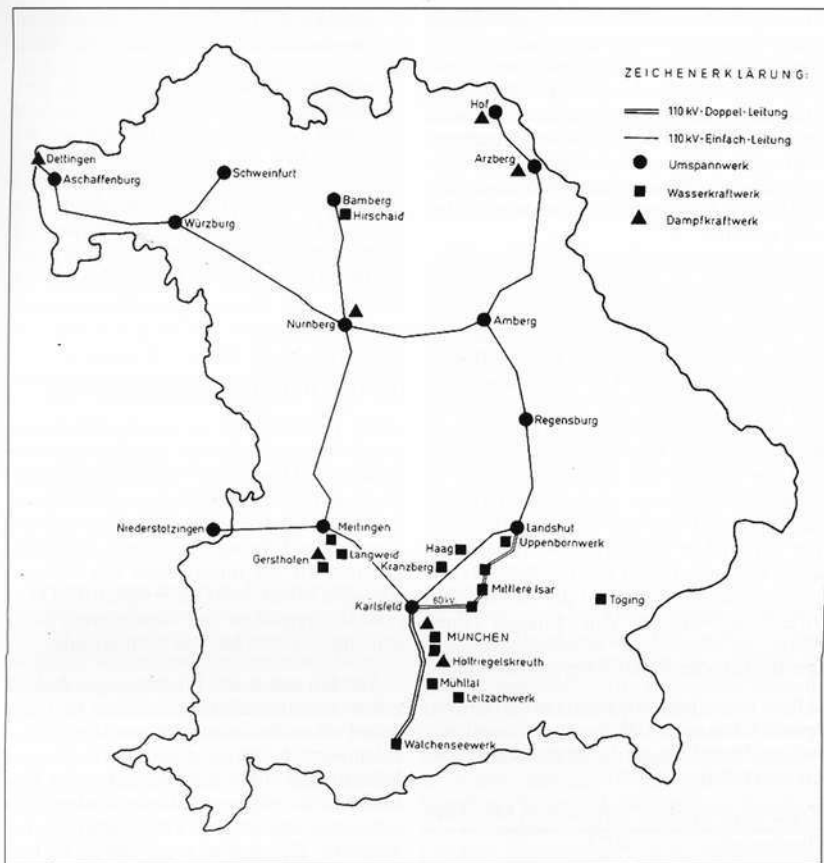 ZEICHENERKLÄRUNG:
110 kV-Doppel-Leitung
110 kV-Einfach-Leitung
Umspannwerk
Wasserkraftwerk
Dampfkraftwerk
Hof
Arzberg
Dettingen
Aschaffenburg
Schweinfurt
Würzburg
Bamberg
Hirschaid
Nürnberg
Amberg
Regensburg
Niederstotzingen
Meitingen
Landshut
Uppenbornwerk
Gersthofen
Langweid
Haag
Kranzberg
Mittlere Isar
Karlsfeld
60 kV
Töging
MÜNCHEN
Höllriegelskreuth
Mühltal
Leitzachwerk
Walchenseewerk